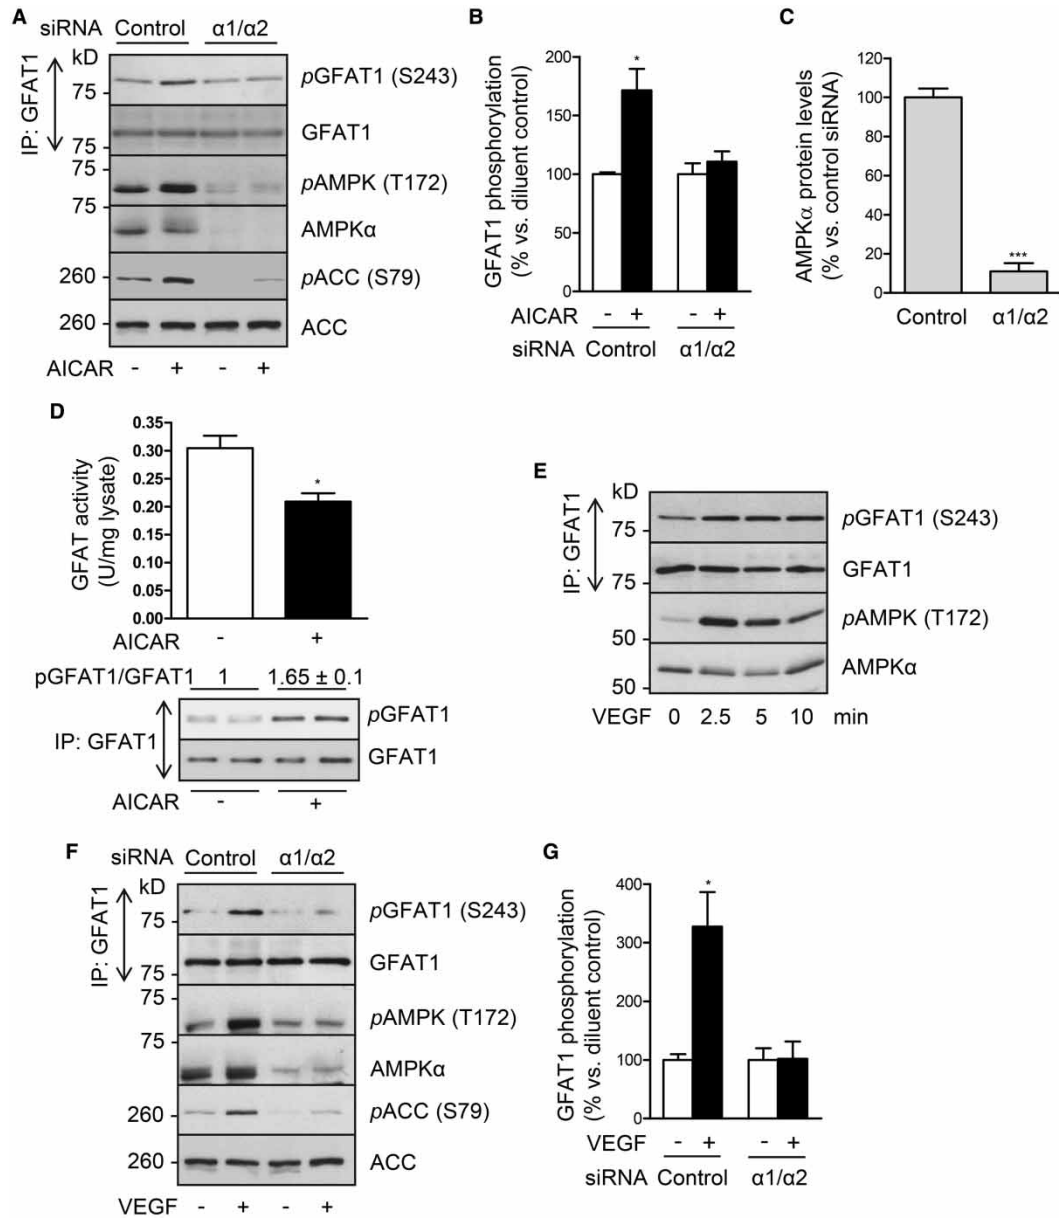 A
siRNA Control α1/α2
kD
IP: GFAT1
75
pGFAT1 (S243)
GFAT1
75
75
pAMPK (T172)
75
AMPKα
260
pACC (S79)
260
ACC
AICAR - + - +
B
GFAT1 phosphorylation
(% vs. diluent control)
200
150
100
50
0
*
AICAR - + - +
siRNA Control α1/α2
C
AMPKα protein levels
(% vs. control siRNA)
120
100
80
60
40
20
0
***
Control α1/α2
D
GFAT activity
(U/mg lysate)
0.35
0.30
0.25
0.20
0.15
0.10
0.05
0.00
*
AICAR - +
pGFAT1/GFAT1 1 1.65 ± 0.1
IP: GFAT1
pGFAT1
GFAT1
AICAR - +
E
kD
IP: GFAT1
75
pGFAT1 (S243)
GFAT1
75
pAMPK (T172)
50
AMPKα
50
VEGF 0 2.5 5 10 min
F
siRNA Control α1/α2
kD
IP: GFAT1
75
pGFAT1 (S243)
GFAT1
75
75
pAMPK (T172)
75
AMPKα
260
pACC (S79)
260
ACC
VEGF - + - +
G
GFAT1 phosphorylation
(% vs. diluent control)
400
300
200
100
0
*
VEGF - + - +
siRNA Control α1/α2